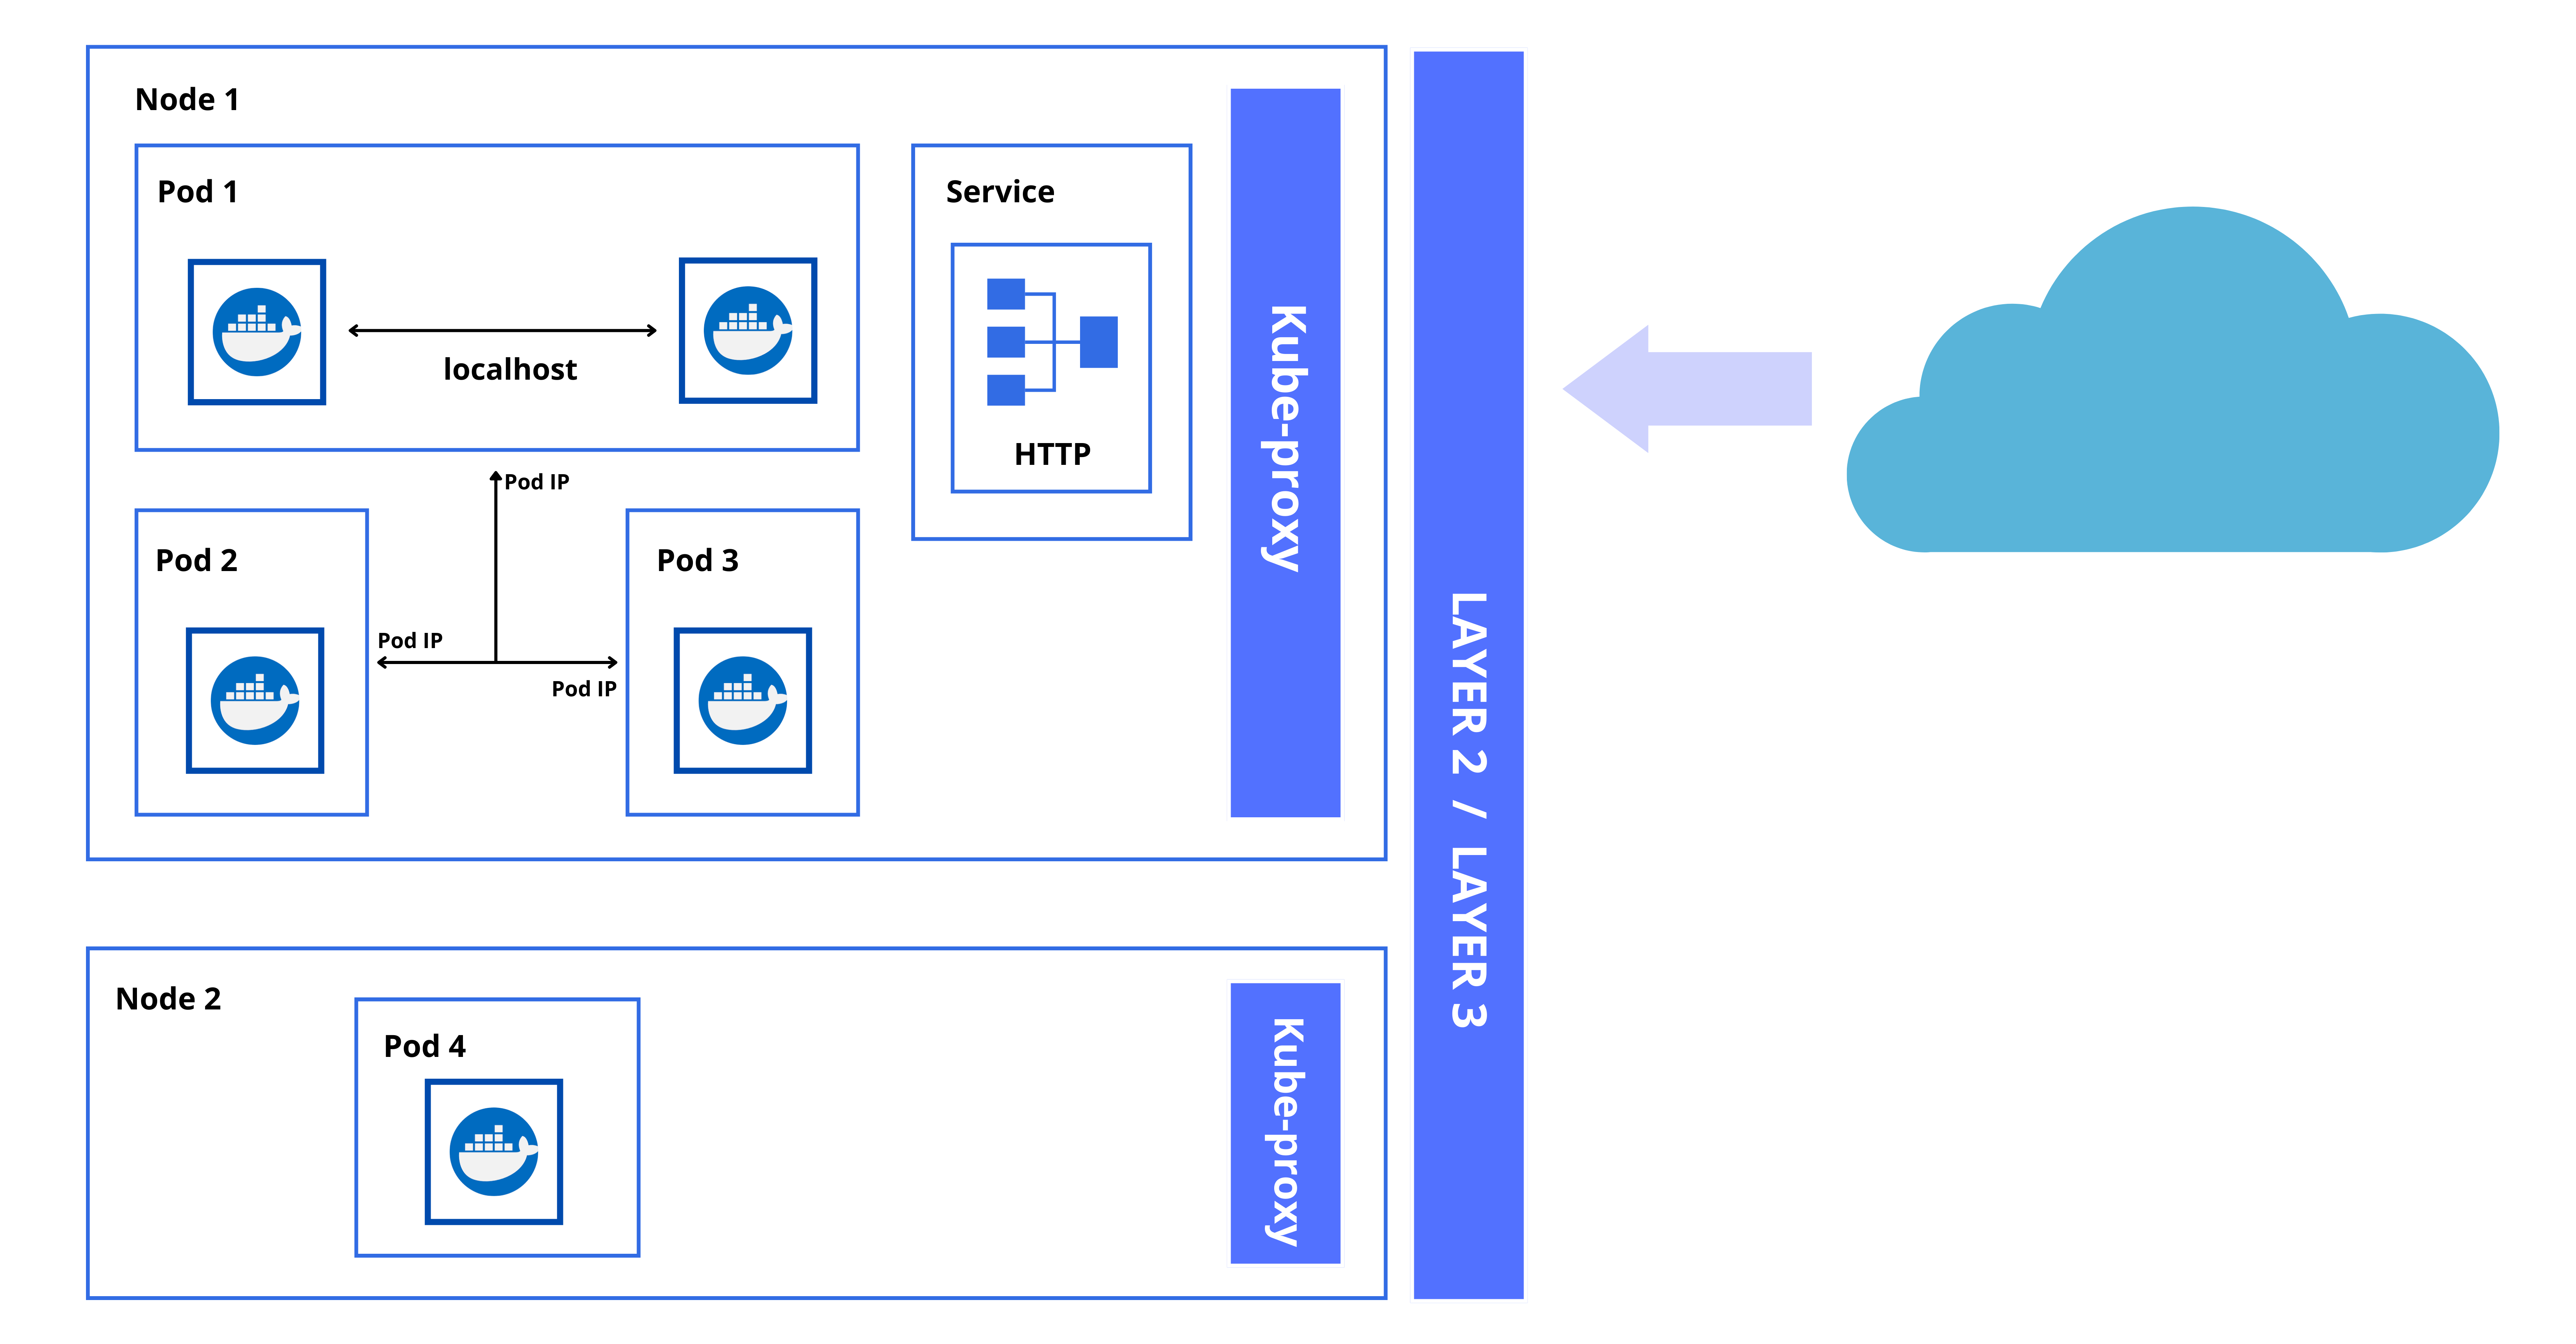 Node 1
Pod 1
localhost
Service
HTTP
Kube-proxy
Pod IP
Pod 2
Pod 3
Pod IP
Pod IP
LAYER 2 / LAYER 3
Node 2
Pod 4
Kube-proxy